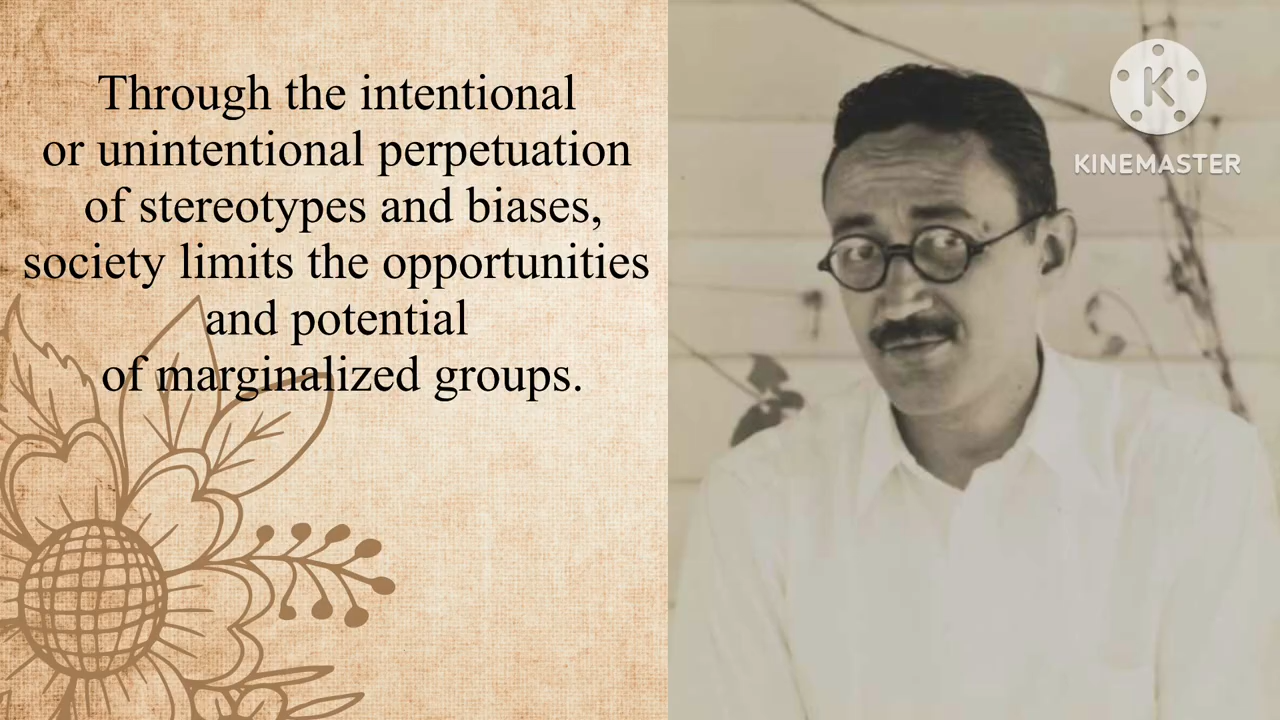 Through the intentional
or unintentional perpetuation
of stereotypes and biases,
society limits the opportunities
and potential
of marginalized groups.
K
KINEMASTER